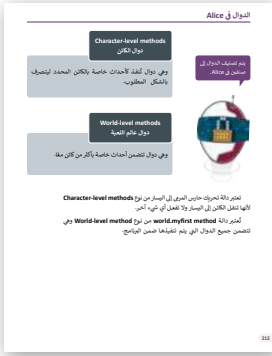 الدوال في Alice
Character-level methods
دوال الكائن
وهي دوال تُنفذ كأحداث خاصة بالكائن المحدد ليتصرف
بالشكل المطلوب.
يتم تصنيف الدوال إلى
صنفين في Alice.
World-level methods
دوال عالم اللعبة
وهي دوال تتضمن أحداث خاصة بأكثر من كائن معًا.
تعتبر دالة تحريك حارس المرمى إلى اليسار من نوع Character-level methods
لأنها تنقل الكائن إلى اليسار ولا تفعل أي شيء آخر.
تُعتبر دالة world.myfirst method من نوع World-level method وهي
تتضمن جميع الدوال التي يتم تنفيذها ضمن البرنامج.
212